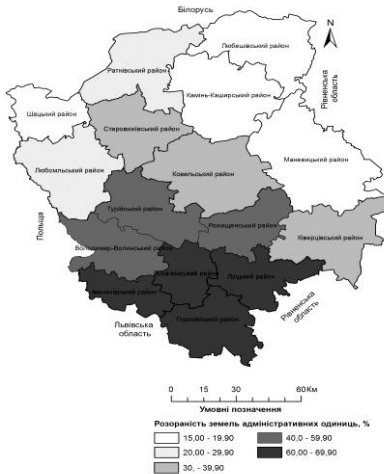 Білорусь
N
Любешівський район
Ратнівський район
Рівненська
область
Камінь-Каширський район
Шацький район
Старовижівський район
Маневицький район
Любомльський район
Ковельський район
Турійський район
Польща
Рожищенський район
Ківерцівський район
Володимир-Волинський район
Луцький район
район
Рівненська
область
Львівська
область
район
0 15 30 60 Км
Умовні позначення
Розораність земель адміністративних одиниць, %
15,00 - 19,90
40,0 - 59,90
20,00 - 29,90
60,00 - 69,90
30, - 39,90